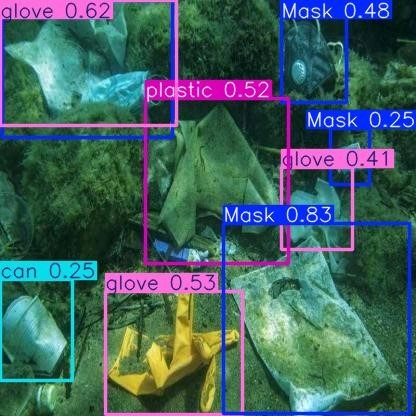 glove 0.62
Mask 0.48
plastic 0.52
Mask 0.25
glove 0.41
Mask 0.83
can 0.25
glove 0.53